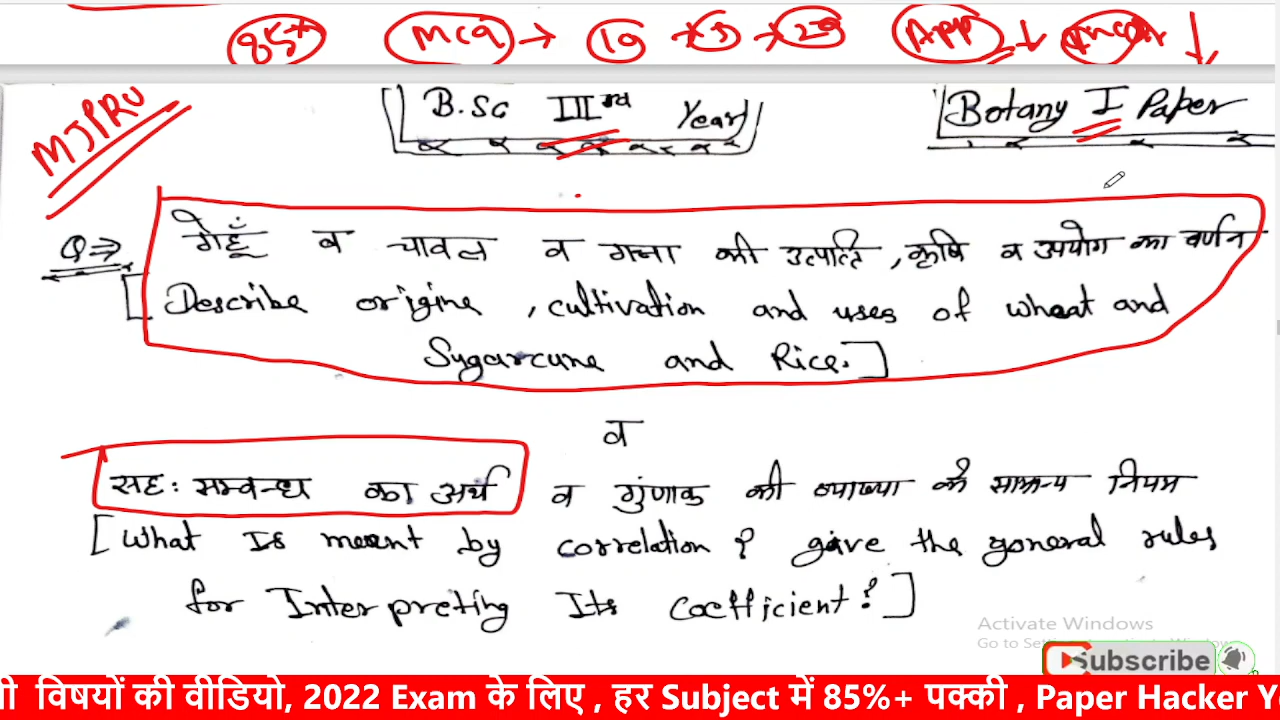 85% MCQ → 19 × 5 × 29 App ↓ ↓
MJPRU
B.Sc IIIrd Year
Botany I Paper
Q⇒ गेहूँ व चावल व गन्ना की उत्पत्ति, कृषि व उपयोग का वर्णन
[Describe origine, cultivation and uses of wheat and
Sygarcune and Rice.]
व
सहः सम्बन्ध का अर्थ व गुंणाक की व्याख्या के सामान्य नियम
[What Is meant by correlation? give the general rules
for Interpreting Its coefficient?]
Activate Windows
Subscribe
विषयों की वीडियो, 2022 Exam के लिए , हर Subject में 85%+ पक्की , Paper Hacker